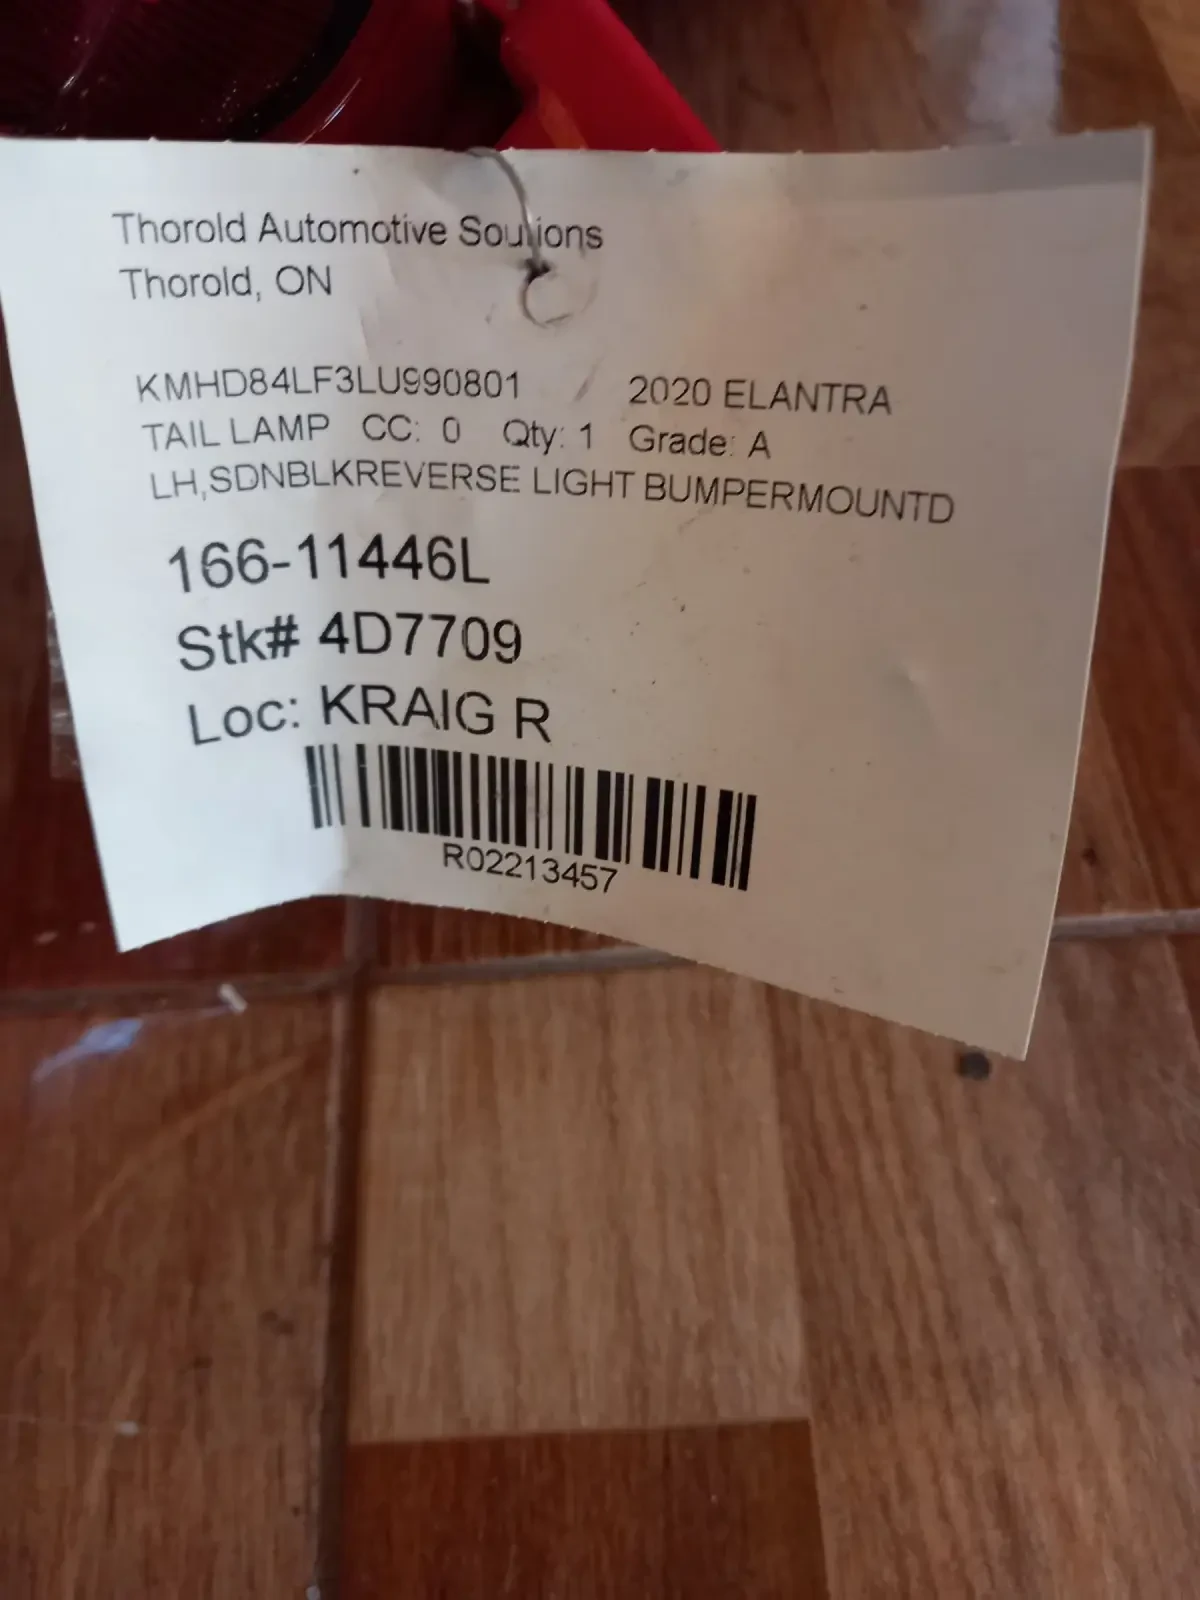 Thorold Automotive Soutions
Thorold, ON
KMHD84LF3LU990801 / 2020 ELANTRA
TAIL LAMP CC: 0 Qty: 1 Grade: A
LH,SDNBLKREVERSE LIGHT BUMPERMOUNTD
166-11446L
Stk# 4D7709
Loc: KRAIG R
R02213457